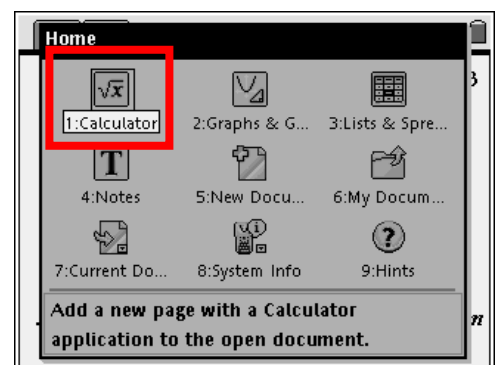 Home
3
√x
1:Calculator 2:Graphs & G... 3:Lists & Spre...
T
4:Notes 5:New Docu... 6:My Docum...
?
7:Current Do... 8:System Info 9:Hints
Add a new page with a Calculator
application to the open document.
n